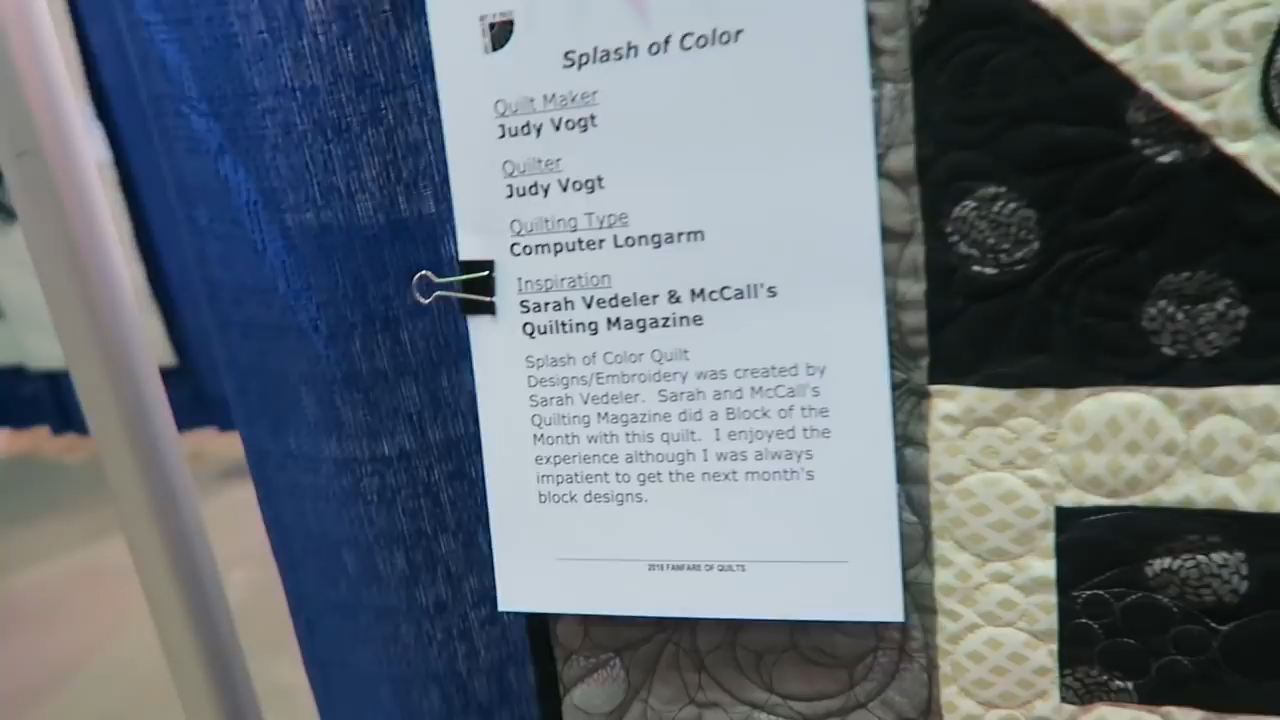 Splash of Color
Quilt Maker
Judy Vogt
Quilter
Judy Vogt
Quilting Type
Computer Longarm
Inspiration
Sarah Vedeler & McCall's
Quilting Magazine
Splash of Color Quilt
Designs/Embroidery was created by
Sarah Vedeler. Sarah and McCall's
Quilting Magazine did a Block of the
Month with this quilt. I enjoyed the
experience although I was always
impatient to get the next month's
block designs.
2018 FANFARE OF QUILTS